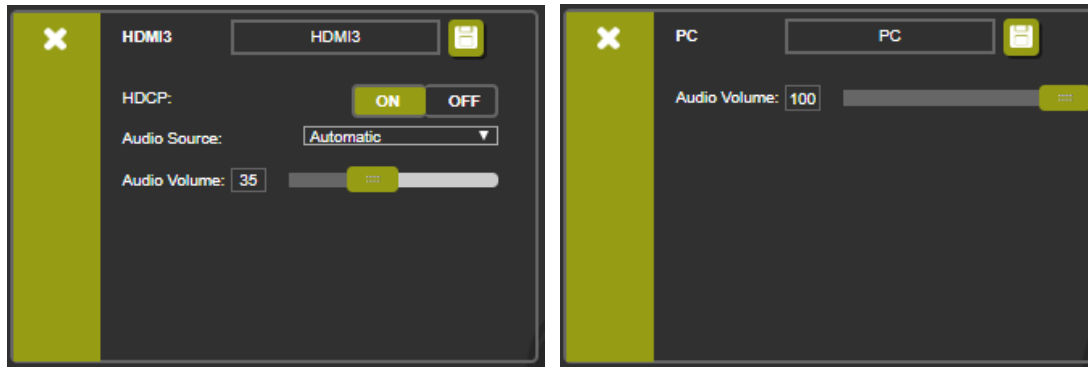 HDMI3 HDMI3
HDCP: ON OFF
Audio Source: Automatic
Audio Volume: 35
PC PC
Audio Volume: 100